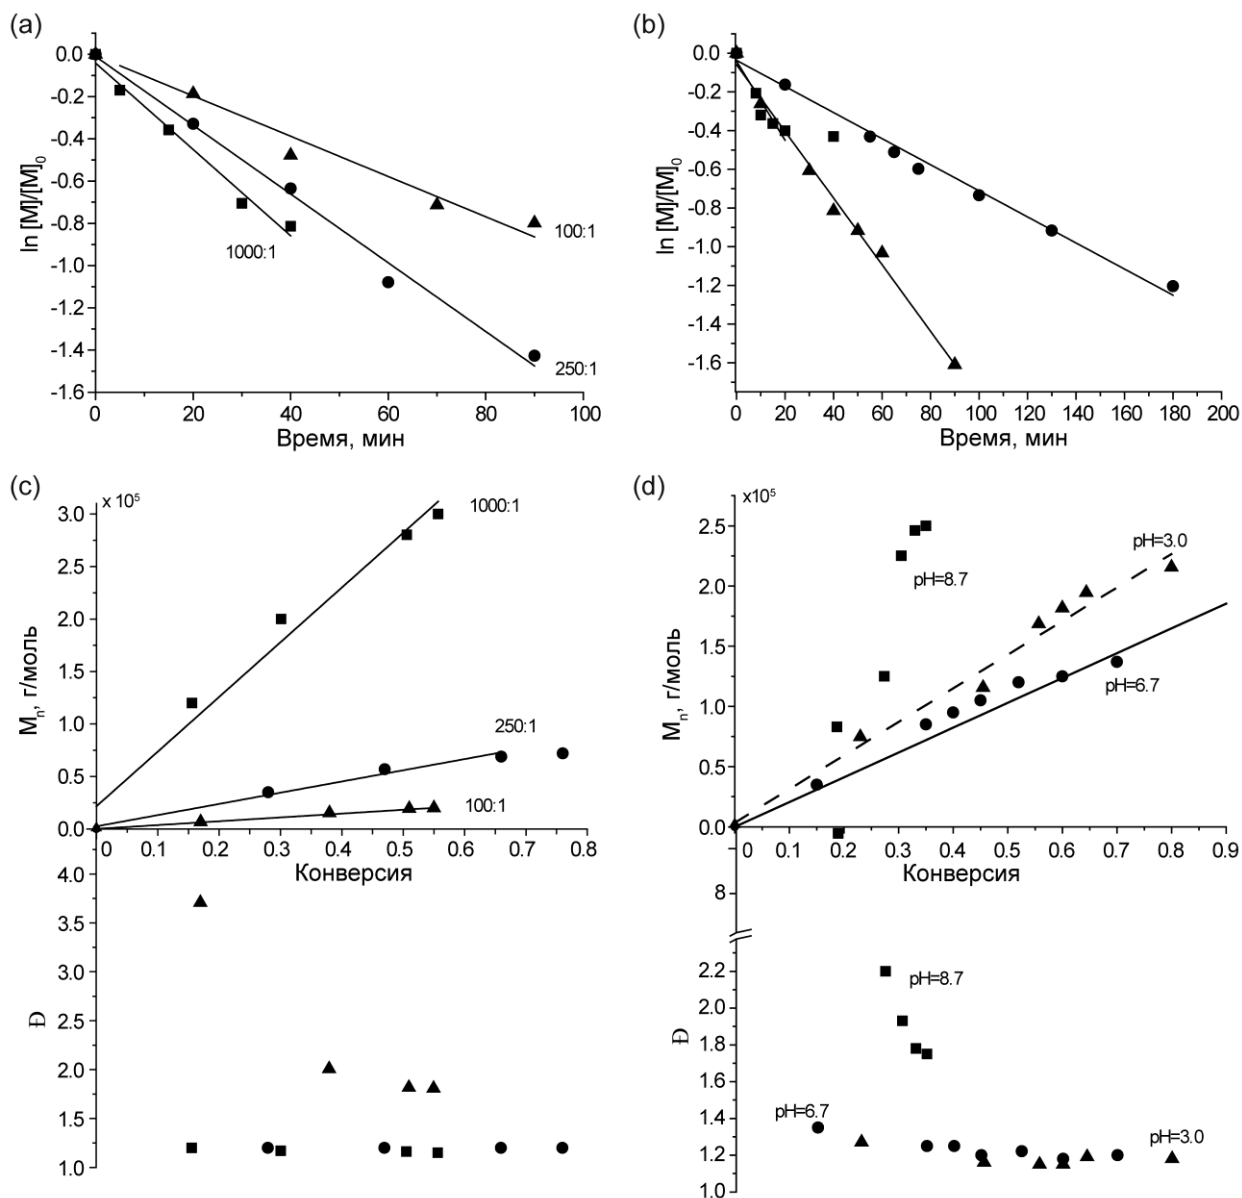 (a)
0.0
-0.2
-0.4
-0.6
-0.8
-1.0
-1.2
-1.4
-1.6
ln [M]/[M]₀
100:1
1000:1
250:1
0 20 40 60 80 100
Время, мин
(b)
0.0
-0.2
-0.4
-0.6
-0.8
-1.0
-1.2
-1.4
-1.6
ln [M]/[M]₀
0 20 40 60 80 100 120 140 160 180 200
Время, мин
(c)
x 10⁵
3.0
2.5
2.0
1.5
1.0
0.5
0.0
Mₙ, г/моль
1000:1
250:1
100:1
0 0.1 0.2 0.3 0.4 0.5 0.6 0.7 0.8
Конверсия
4.0
3.5
3.0
2.5
2.0
1.5
1.0
Đ
(d)
x10⁵
2.5
2.0
1.5
1.0
0.5
0.0
Mₙ, г/моль
pH=3.0
pH=8.7
pH=6.7
0 0.1 0.2 0.3 0.4 0.5 0.6 0.7 0.8 0.9
Конверсия
8
2.2
2.0
1.8
1.6
1.4
1.2
1.0
Đ
pH=8.7
pH=6.7
pH=3.0